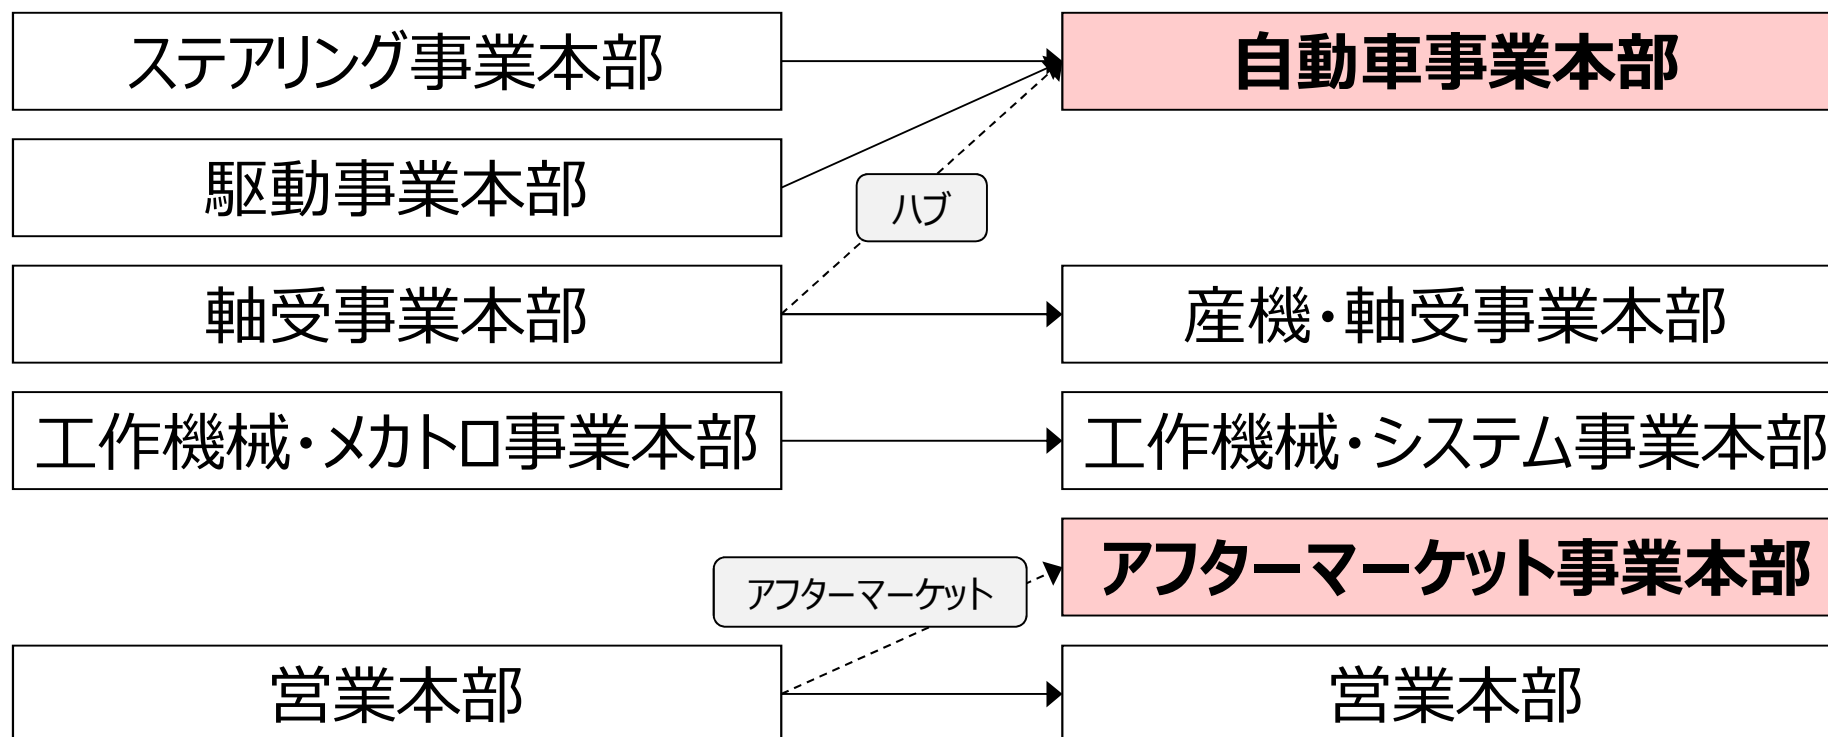 ステアリング事業本部
自動車事業本部
駆動事業本部
ハブ
軸受事業本部
産機・軸受事業本部
工作機械・メカトロ事業本部
工作機械・システム事業本部
アフターマーケット事業本部
アフターマーケット
営業本部
営業本部